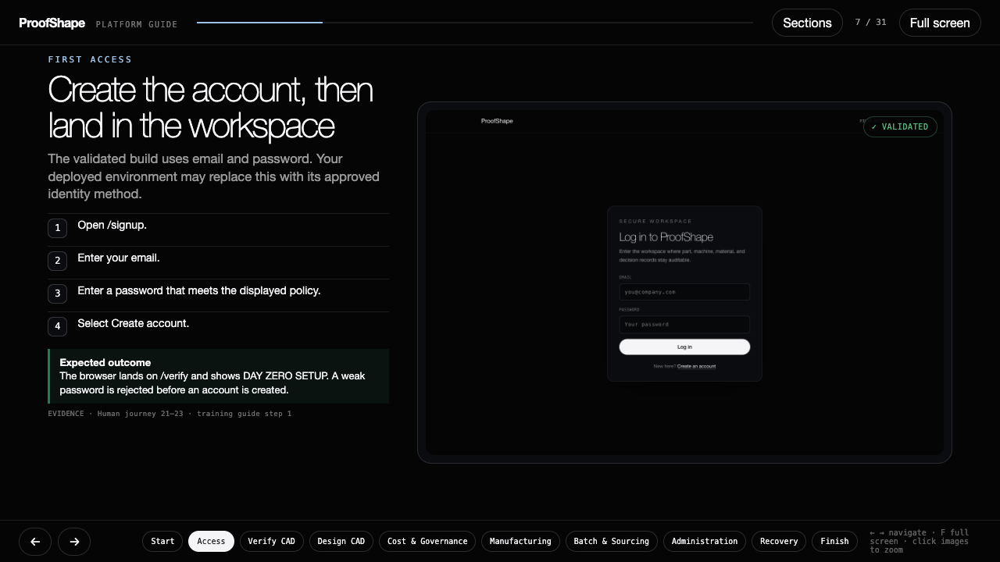 ProofShape PLATFORM GUIDE
Sections
7 / 31
Full screen
FIRST ACCESS
Create the account, then
land in the workspace
The validated build uses email and password. Your
deployed environment may replace this with its approved
identity method.
1 Open /signup.
2 Enter your email.
3 Enter a password that meets the displayed policy.
4 Select Create account.
Expected outcome
The browser lands on /verify and shows DAY ZERO SETUP. A weak
password is rejected before an account is created.
EVIDENCE · Human journey 21–23 · training guide step 1
ProofShape
✓ VALIDATED
SECURE WORKSPACE
Log in to ProofShape
Enter the workspace where part, machine, material, and
decision records stay auditable.
EMAIL
you@company.com
PASSWORD
Your password
Log in
New here? Create an account
← →
Start
Access
Verify CAD
Design CAD
Cost & Governance
Manufacturing
Batch & Sourcing
Administration
Recovery
Finish
← → navigate · F full
screen · click images
to zoom